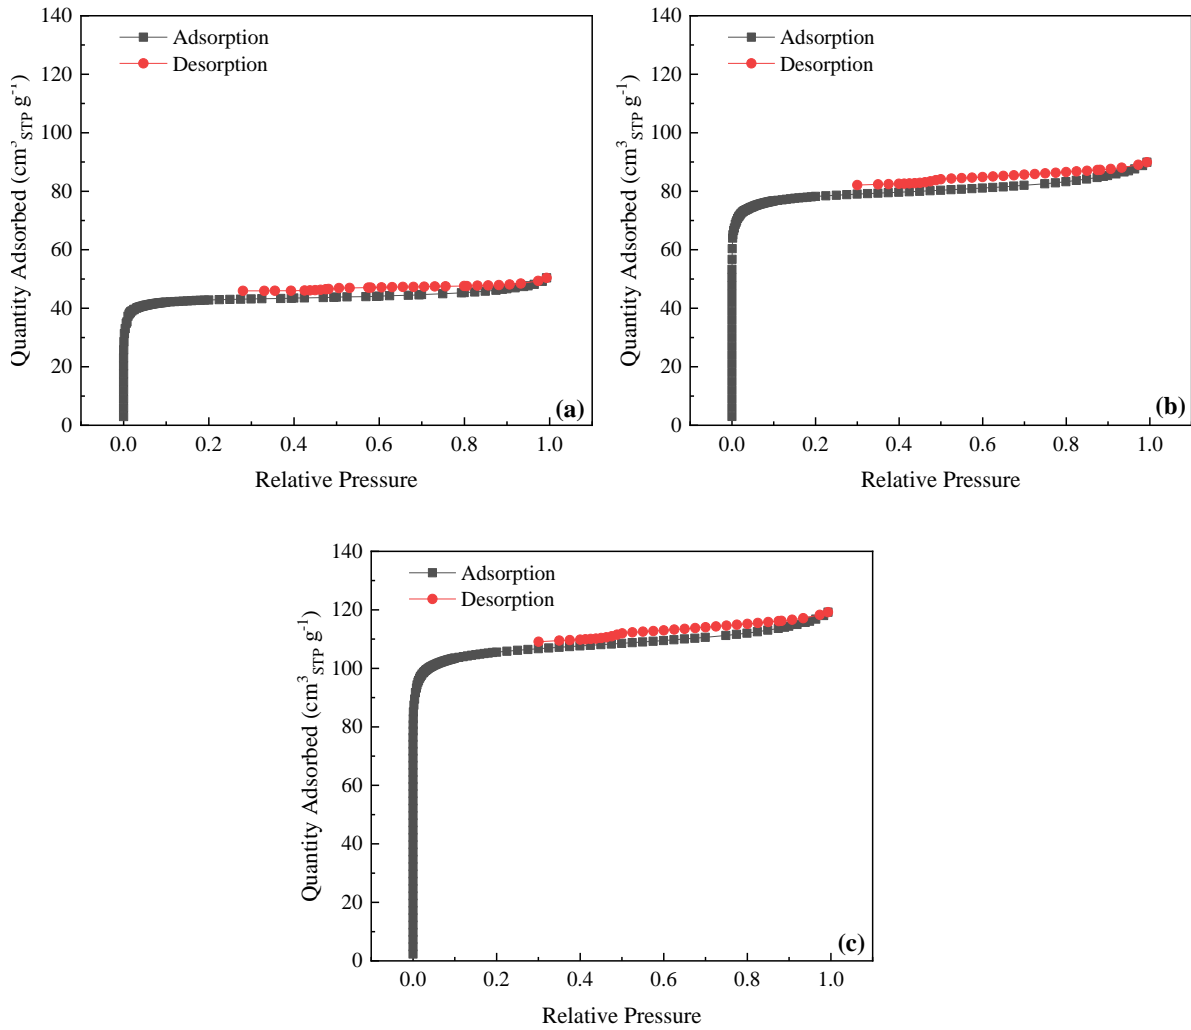 140
120
100
80
60
40
20
0
Adsorption
Desorption
Quantity Adsorbed (cm³STP g⁻¹)
(a)
0.0 0.2 0.4 0.6 0.8 1.0
Relative Pressure
140
120
100
80
60
40
20
0
Adsorption
Desorption
Quantity Adsorbed (cm³STP g⁻¹)
(b)
0.0 0.2 0.4 0.6 0.8 1.0
Relative Pressure
140
120
100
80
60
40
20
0
Adsorption
Desorption
Quantity Adsorbed (cm³STP g⁻¹)
(c)
0.0 0.2 0.4 0.6 0.8 1.0
Relative Pressure